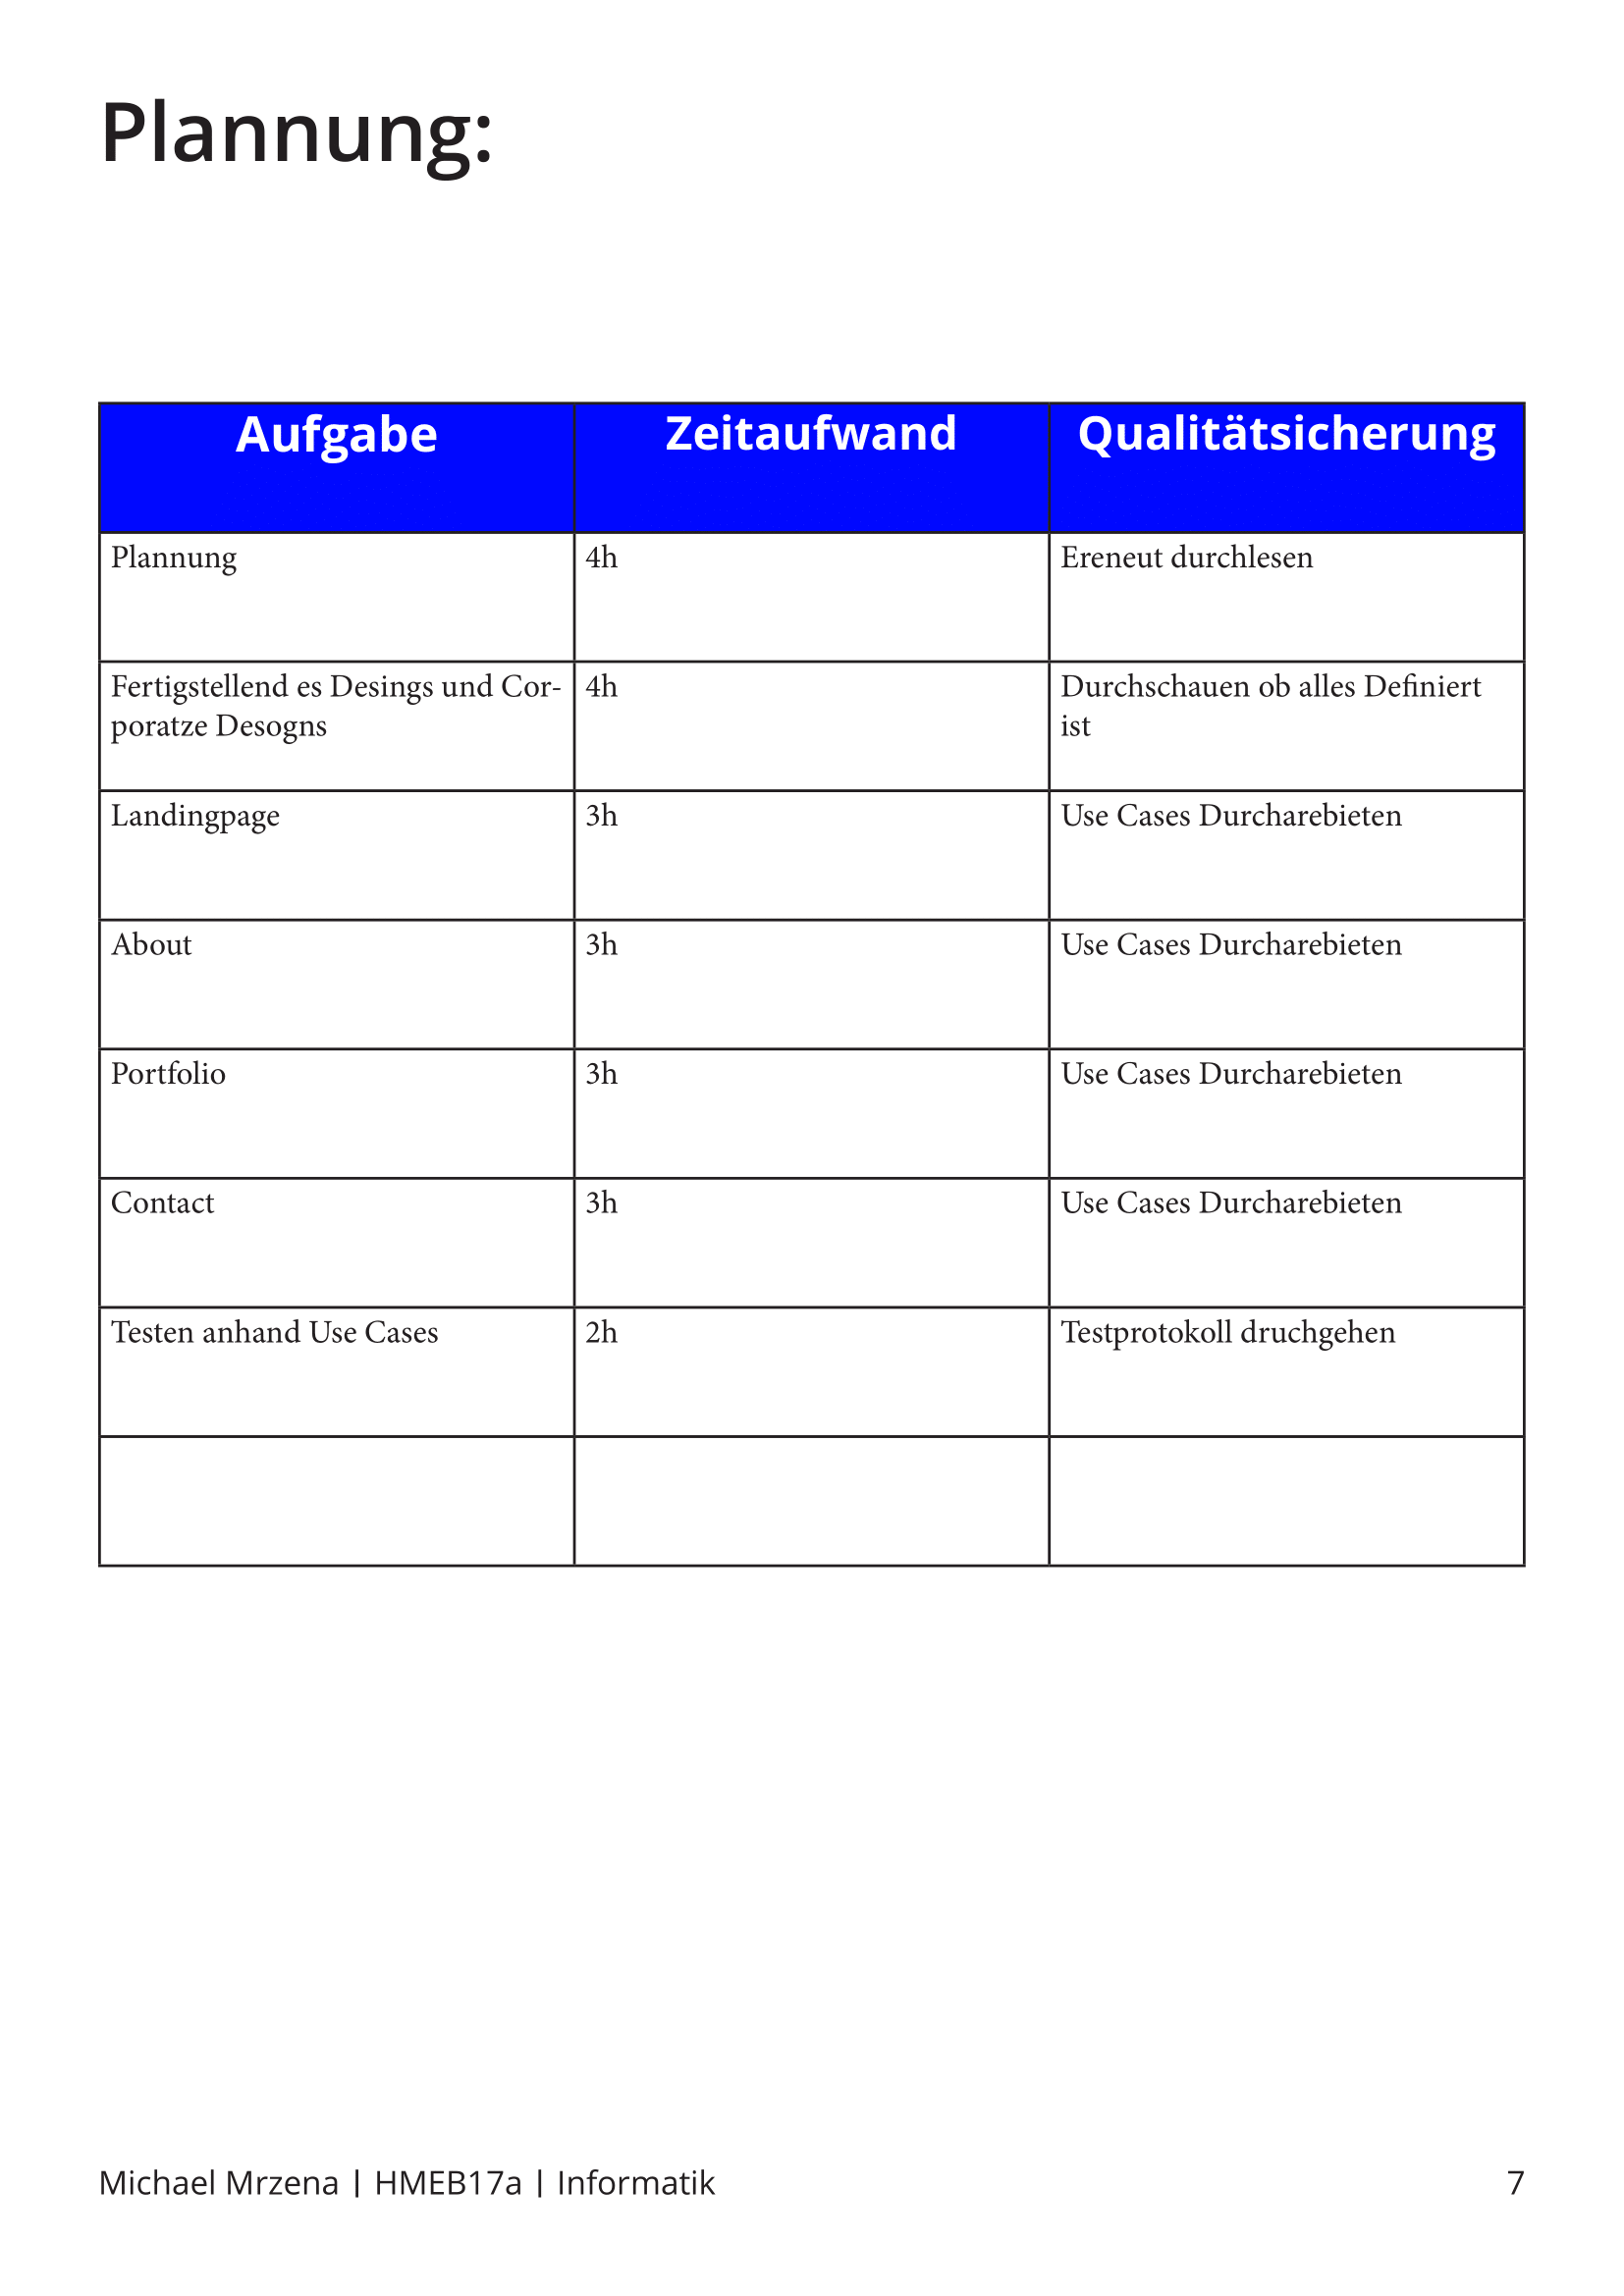 Plannung:
Aufgabe Zeitaufwand Qualitätsicherung
Plannung 4h Ereneut durchlesen
Fertigstellend es Desings und Cor- 4h Durchschauen ob alles Definiert
poratze Desogns ist
Landingpage 3h Use Cases Durcharebieten
About 3h Use Cases Durcharebieten
Portfolio 3h Use Cases Durcharebieten
Contact 3h Use Cases Durcharebieten
Testen anhand Use Cases 2h Testprotokoll druchgehen
Michael Mrzena | HMEB17a | Informatik 7